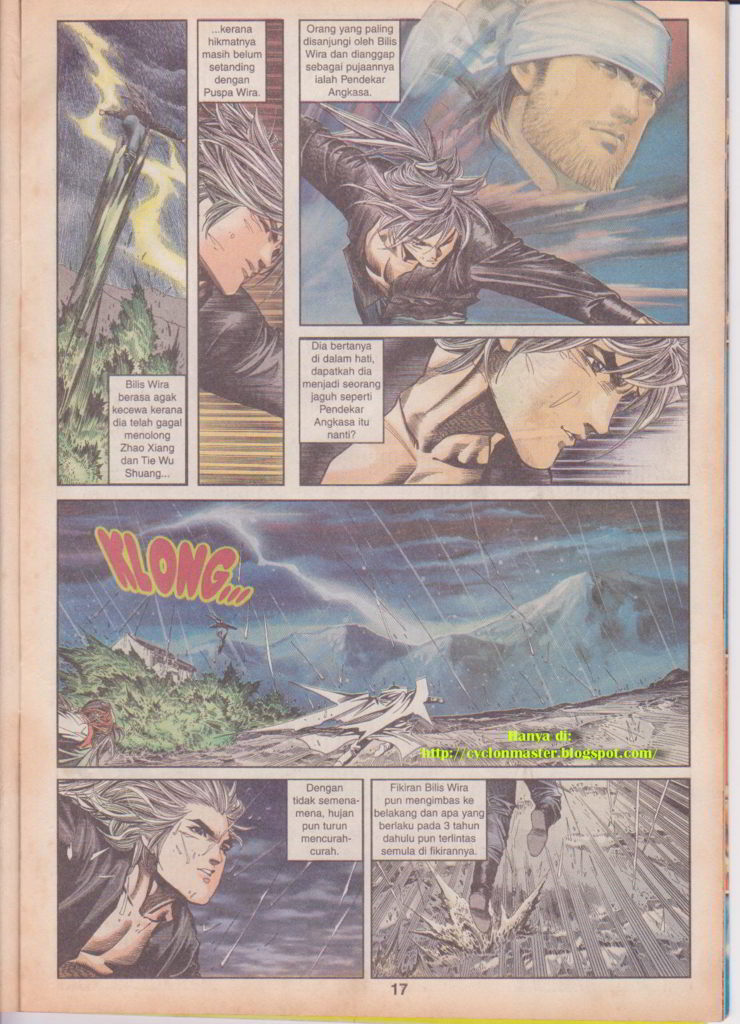 Bilis Wira
berasa agak
kecewa kerana
dia telah gagal
menolong
Zhao Xiang
dan Tie Wu
Shuang...
...kerana
hikmatnya
masih belum
setanding
dengan
Puspa Wira.
Orang yang paling
disanjungi oleh Bilis
Wira dan dianggap
sebagai pujaannya
ialah Pendekar
Angkasa.
Dia bertanya
di dalam hati,
dapatkah dia
menjadi seorang
jaguh seperti
Pendekar
Angkasa itu
nanti?
KLONG...
Hanya di:
http://cyclonmaster.blogspot.com/
Dengan
tidak semena-
mena, hujan
pun turun
mencurah-
curah.
Fikiran Bilis Wira
pun mengimbas ke
belakang dan apa yang
berlaku pada 3 tahun
dahulu pun terlintas
semula di fikirannya.
17